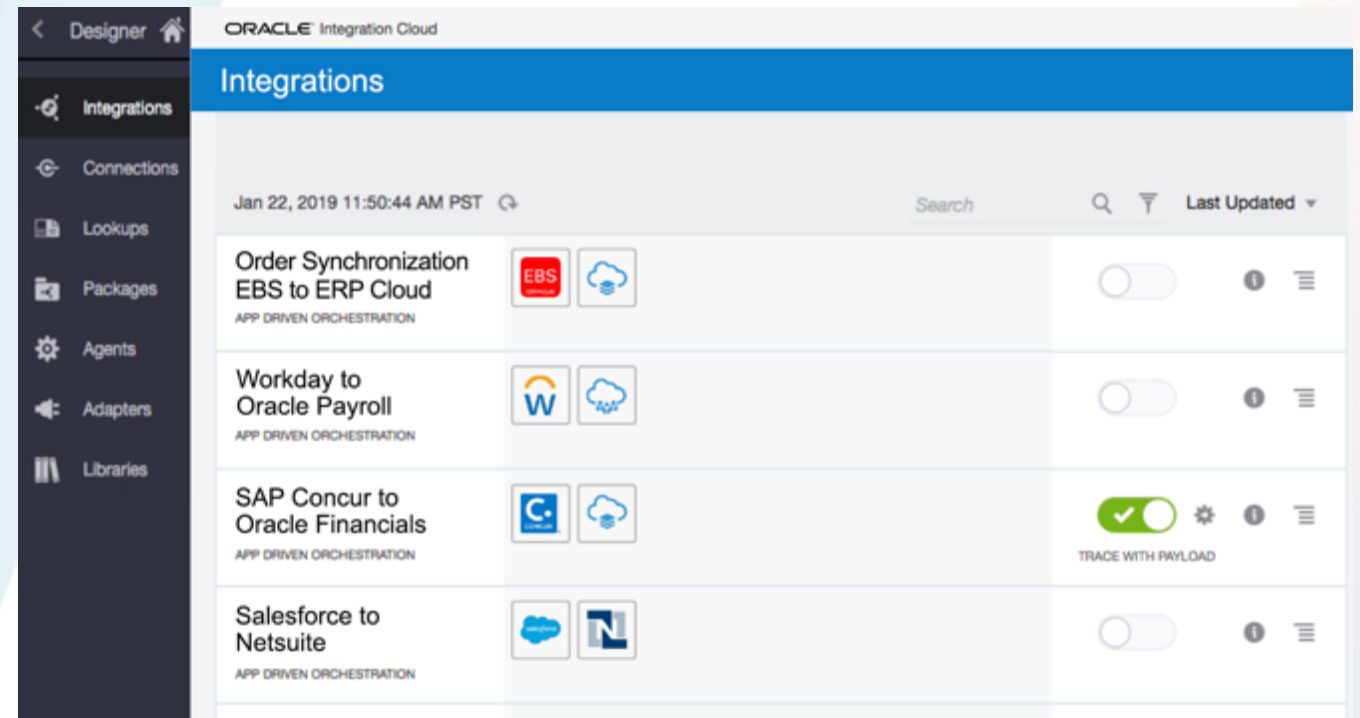 Designer
ORACLE Integration Cloud
Integrations
Integrations
Connections
Lookups
Packages
Agents
Adapters
Libraries
Jan 22, 2019 11:50:44 AM PST
Search
Last Updated
Order Synchronization
EBS to ERP Cloud
APP DRIVEN ORCHESTRATION
EBS
ORACLE
Workday to
Oracle Payroll
APP DRIVEN ORCHESTRATION
W
SAP Concur to
Oracle Financials
APP DRIVEN ORCHESTRATION
C.
CONCUR
TRACE WITH PAYLOAD
Salesforce to
Netsuite
APP DRIVEN ORCHESTRATION
salesforce
N